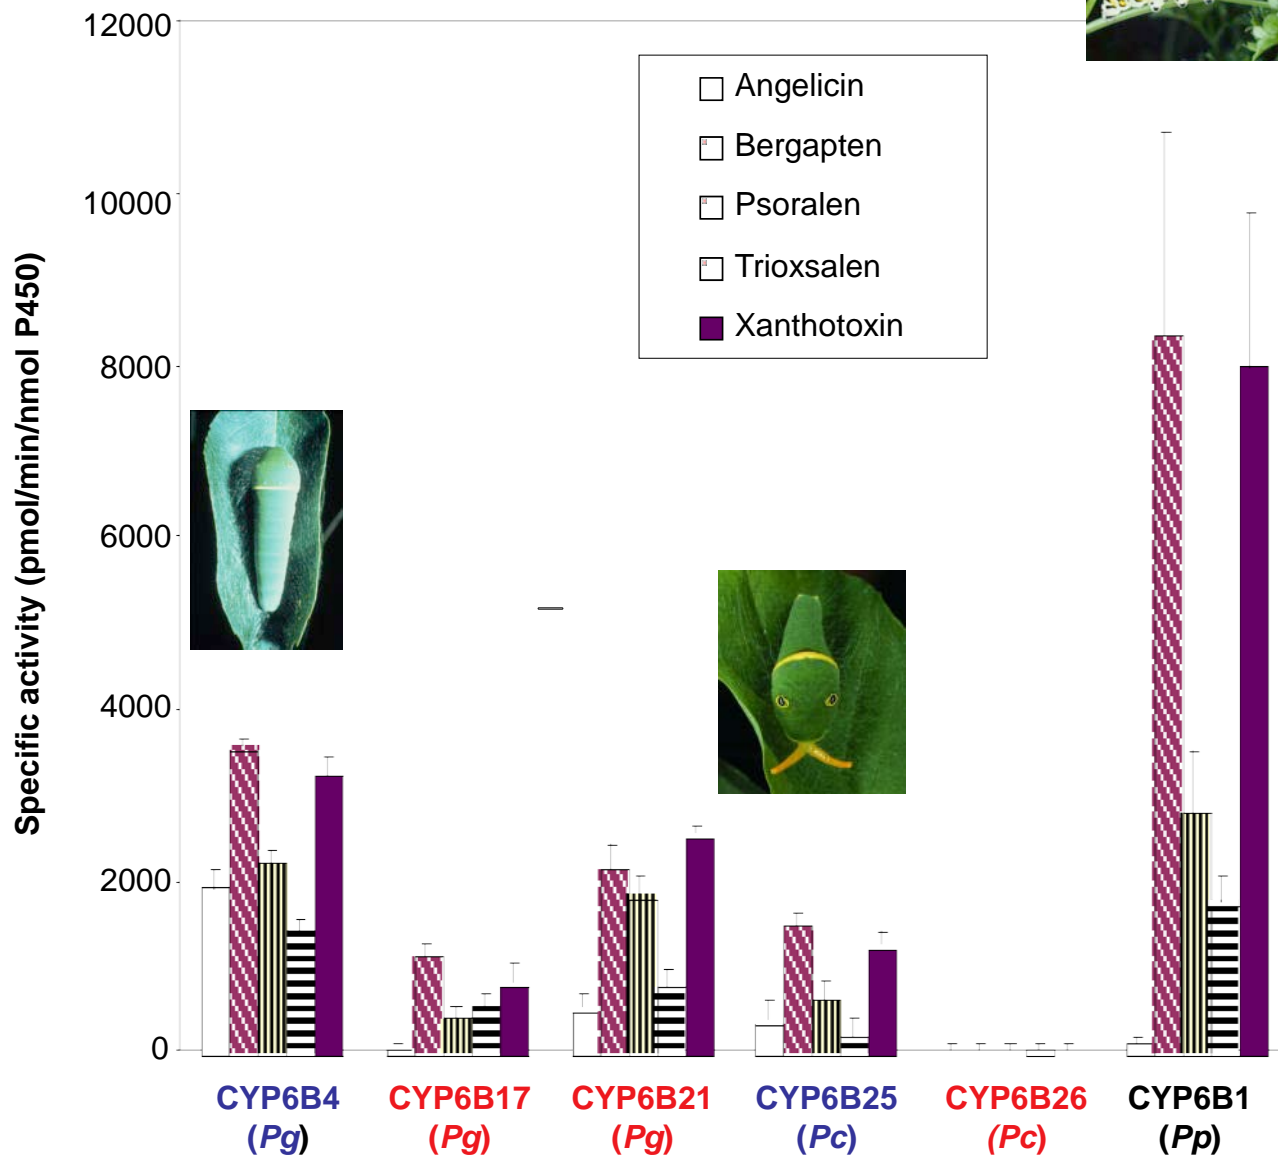 12000
10000
8000
6000
4000
2000
0
Specific activity (pmol/min/nmol P450)
Angelicin
Bergapten
Psoralen
Trioxsalen
Xanthotoxin
CYP6B4 CYP6B17 CYP6B21 CYP6B25 CYP6B26 CYP6B1
(Pg) (Pg) (Pg) (Pc) (Pc) (Pp)